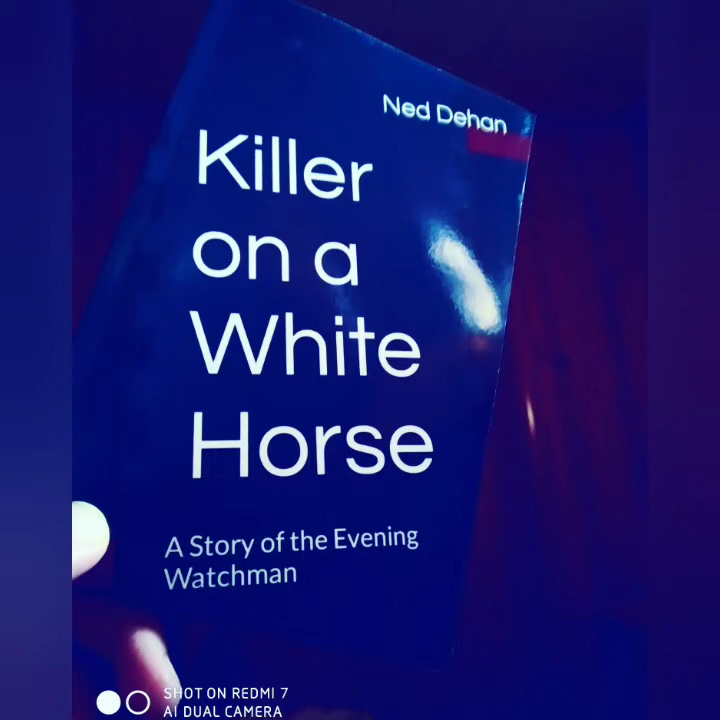 Ned Dehan
Killer
on a
White
Horse
A Story of the Evening
Watchman
SHOT ON REDMI 7
AI DUAL CAMERA